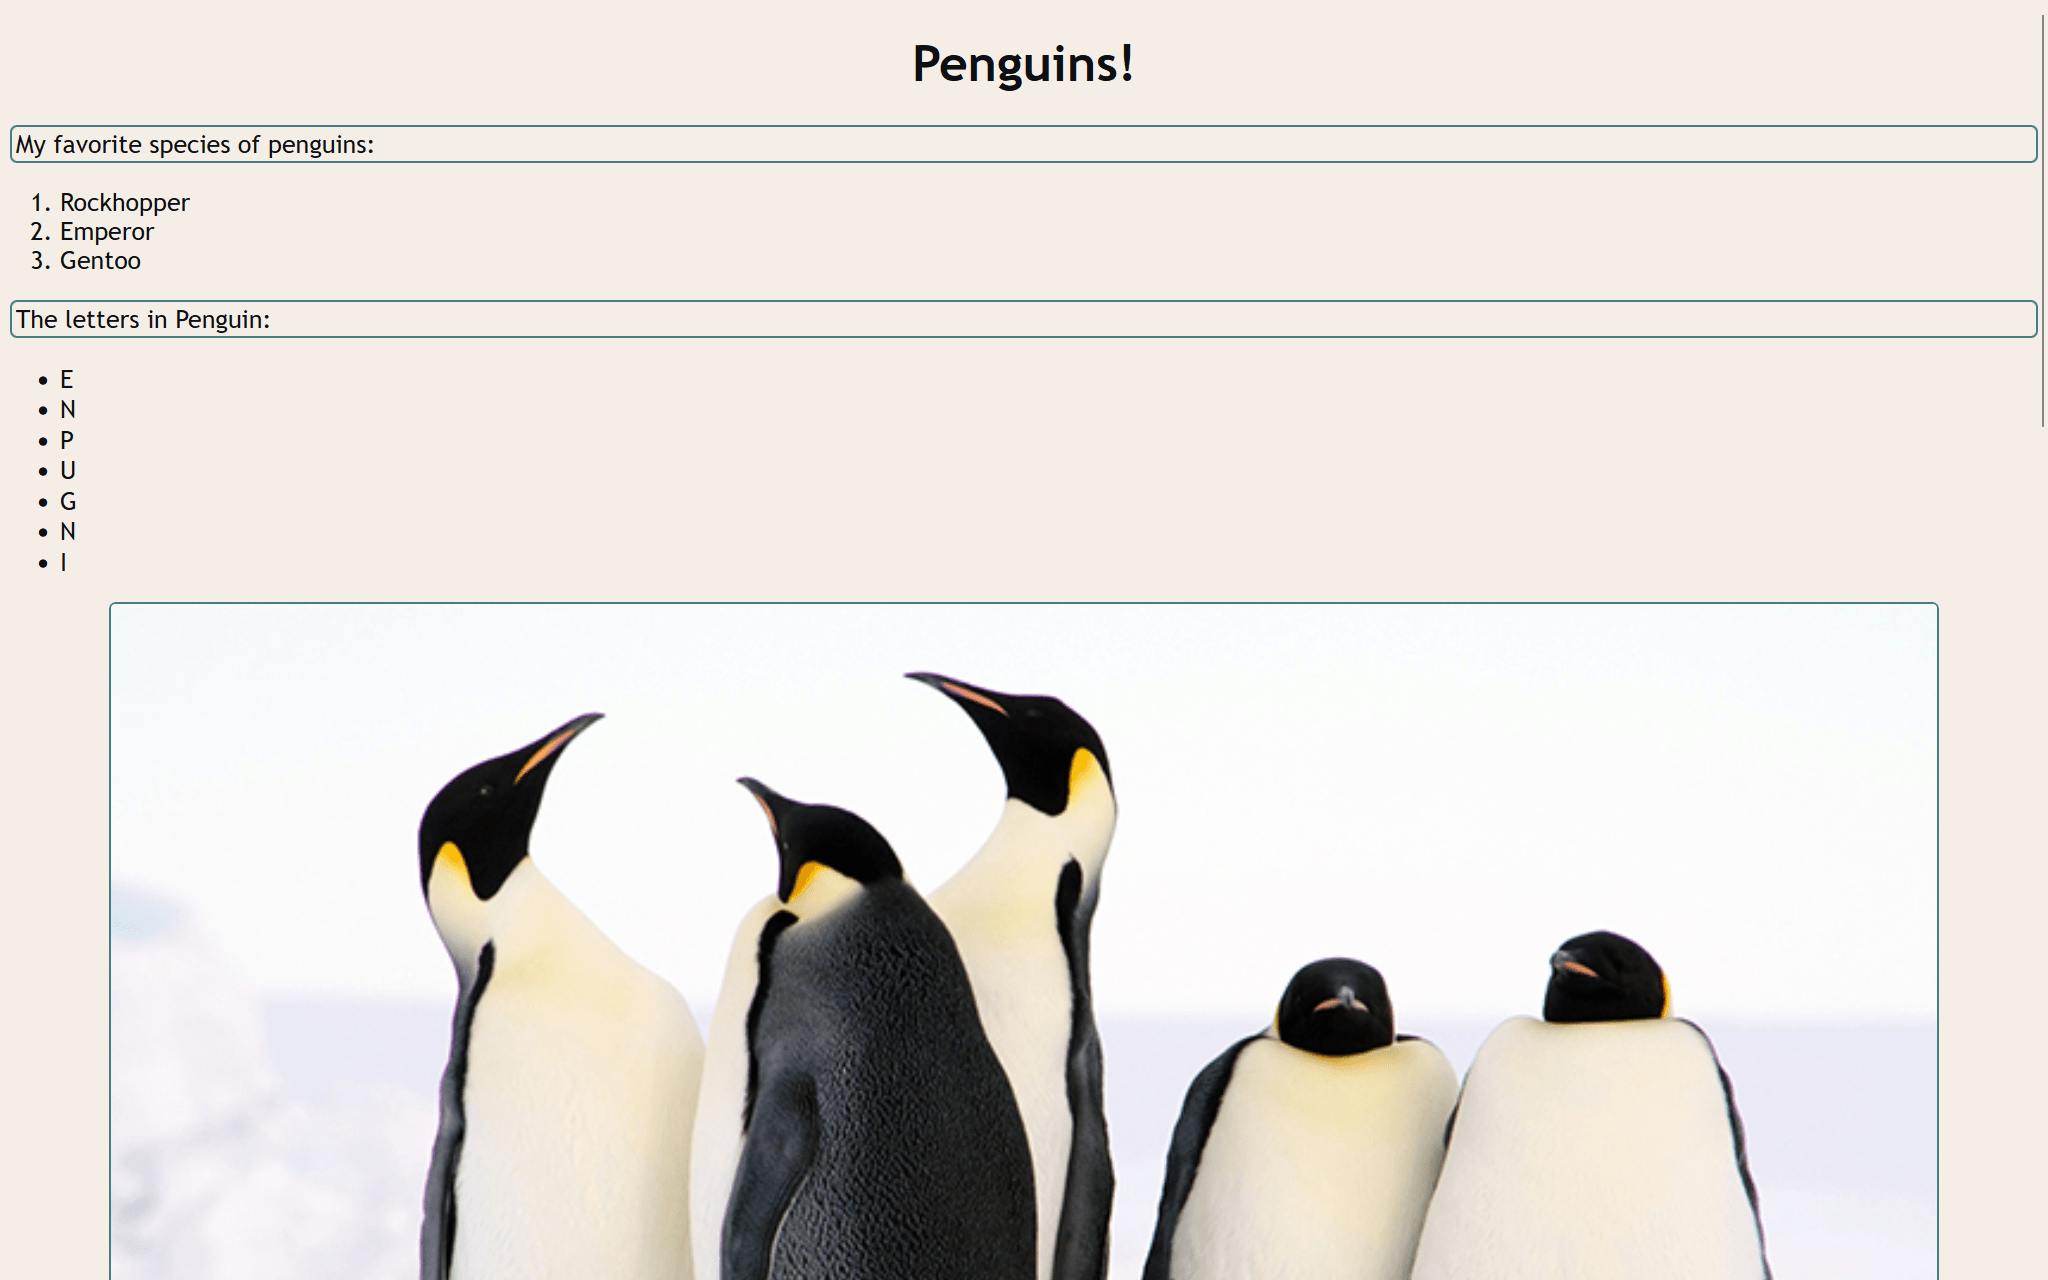 Penguins!
My favorite species of penguins:
1. Rockhopper
2. Emperor
3. Gentoo
The letters in Penguin:
• E
• N
• P
• U
• G
• N
• I